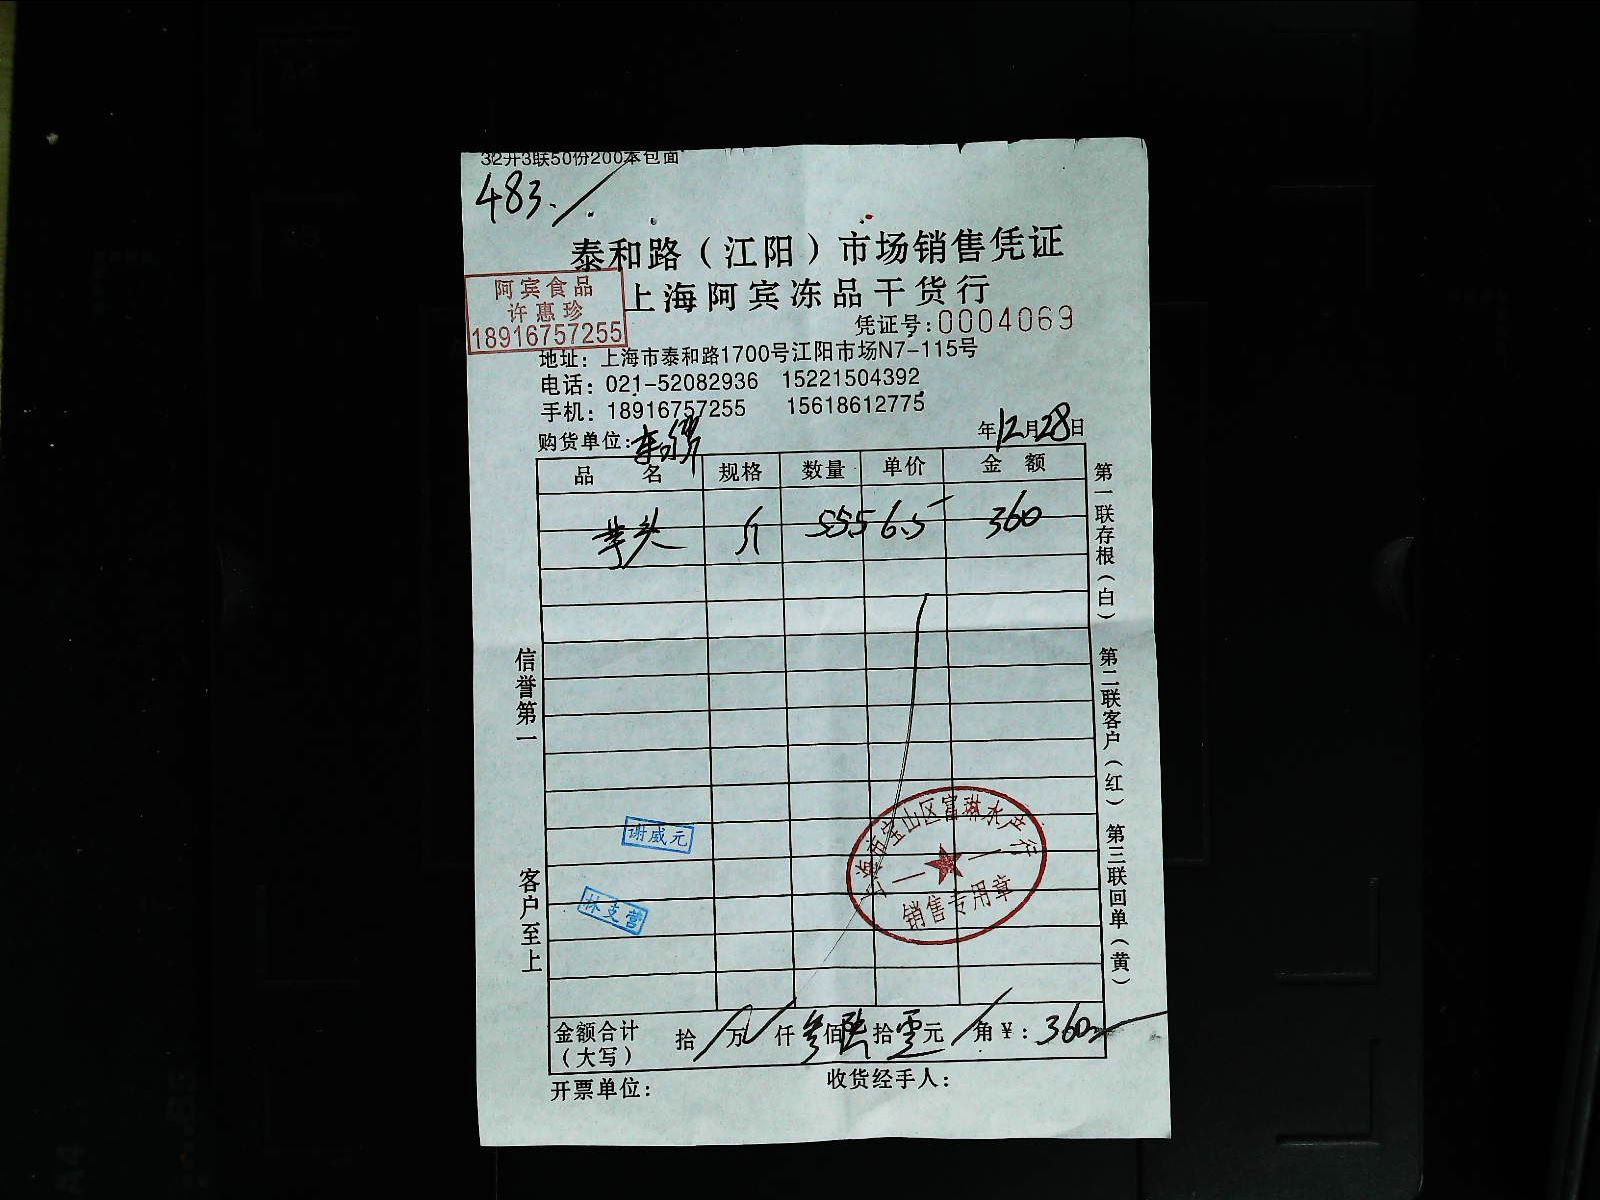 32开3联50份200本包面
483.
泰和路（江阳）市场销售凭证
上海阿宾冻品干货行
阿宾食品
许惠珍
18916757255
凭证号：0004069
地址：上海市泰和路1700号江阳市场N7-115号
电话：021-52082936 15221504392
手机：18916757255 15618612775
购货单位：
年12月28日
品名 规格 数量 单价 金额
芋头 斤 555 6.5 360
第一联存根（白） 第二联客户（红） 第三联回单（黄）
信誉第一
客户至上
上海市宝山区富琳水产行
销售专用章
谢威元
林支营
金额合计（大写） 拾 万 仟 叁佰陆拾零元 角￥：360
开票单位： 收货经手人：